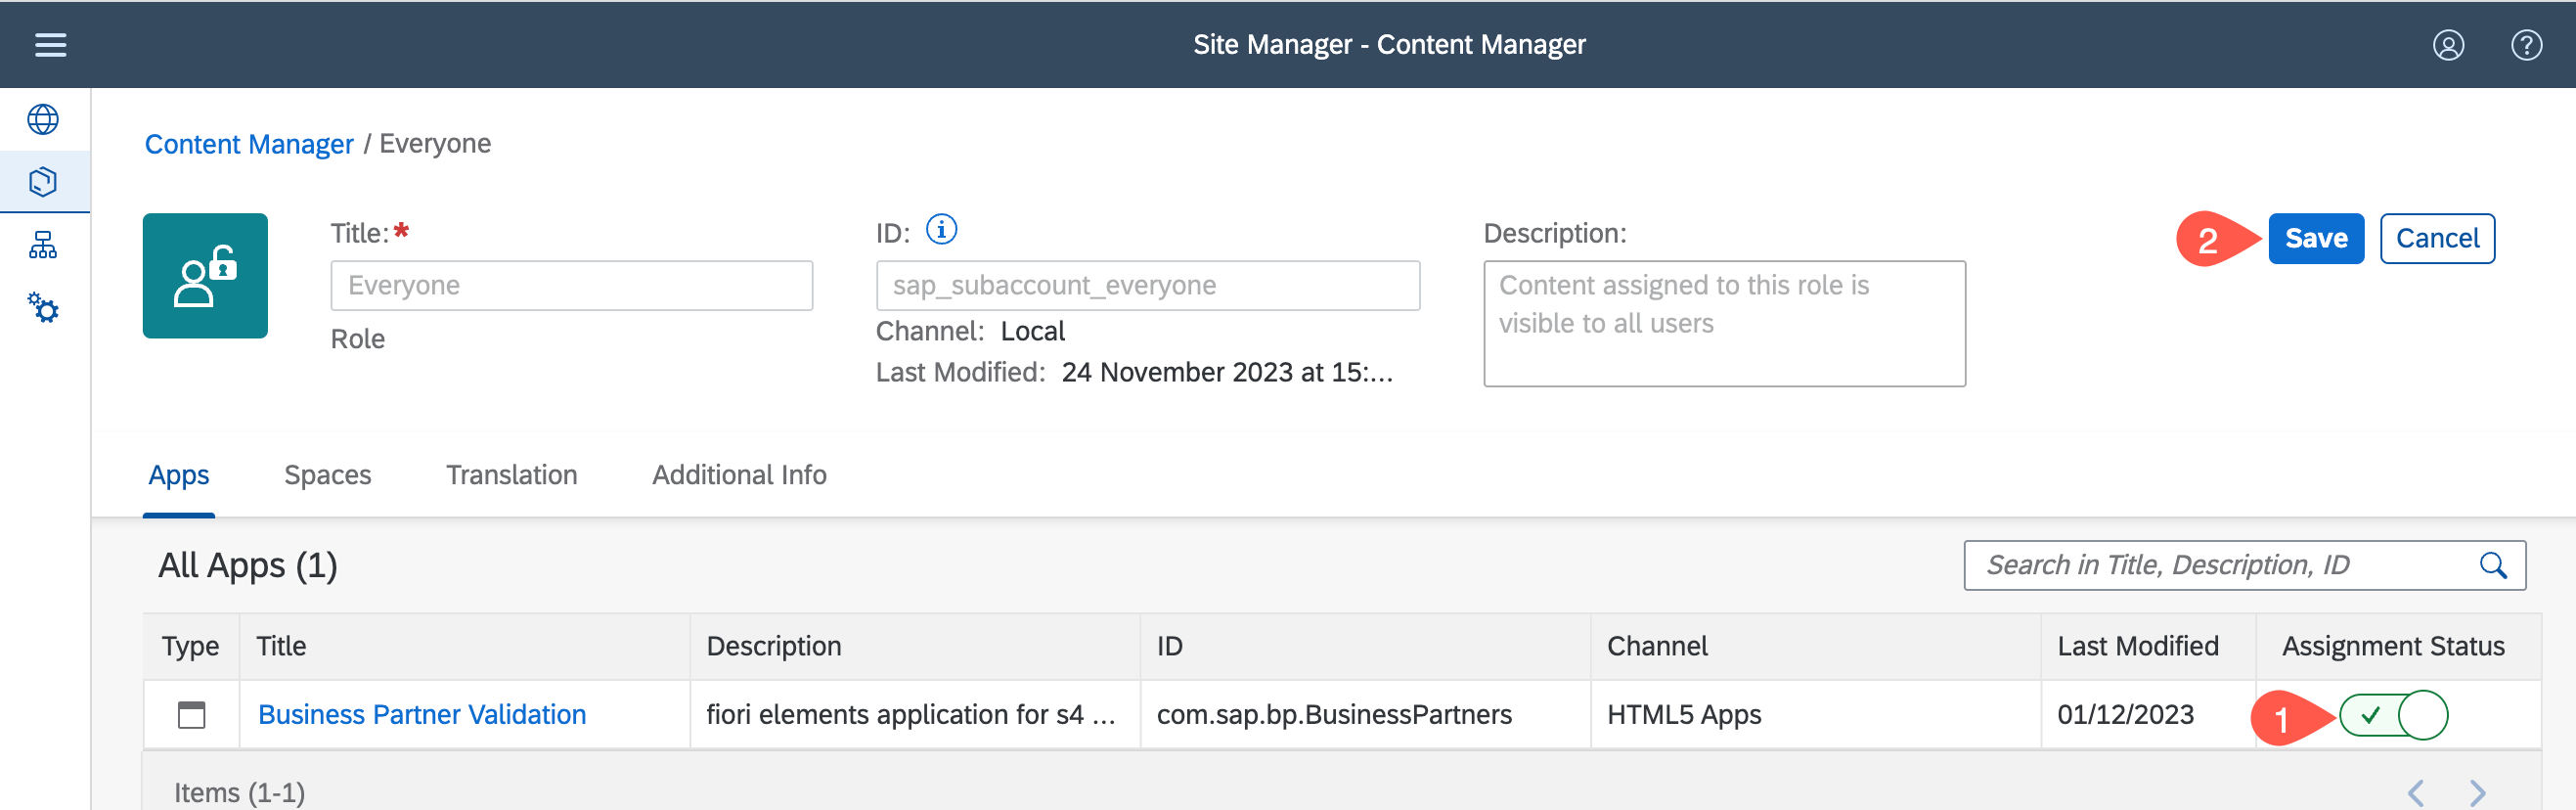 Site Manager - Content Manager
Content Manager / Everyone
Title:*
Everyone
Role
ID:
sap_subaccount_everyone
Channel: Local
Last Modified: 24 November 2023 at 15:...
Description:
Content assigned to this role is
visible to all users
2
Save
Cancel
Apps
Spaces
Translation
Additional Info
All Apps (1)
Search in Title, Description, ID
Type Title Description ID Channel Last Modified Assignment Status
Business Partner Validation fiori elements application for s4 ... com.sap.bp.BusinessPartners HTML5 Apps 01/12/2023 1
Items (1-1)